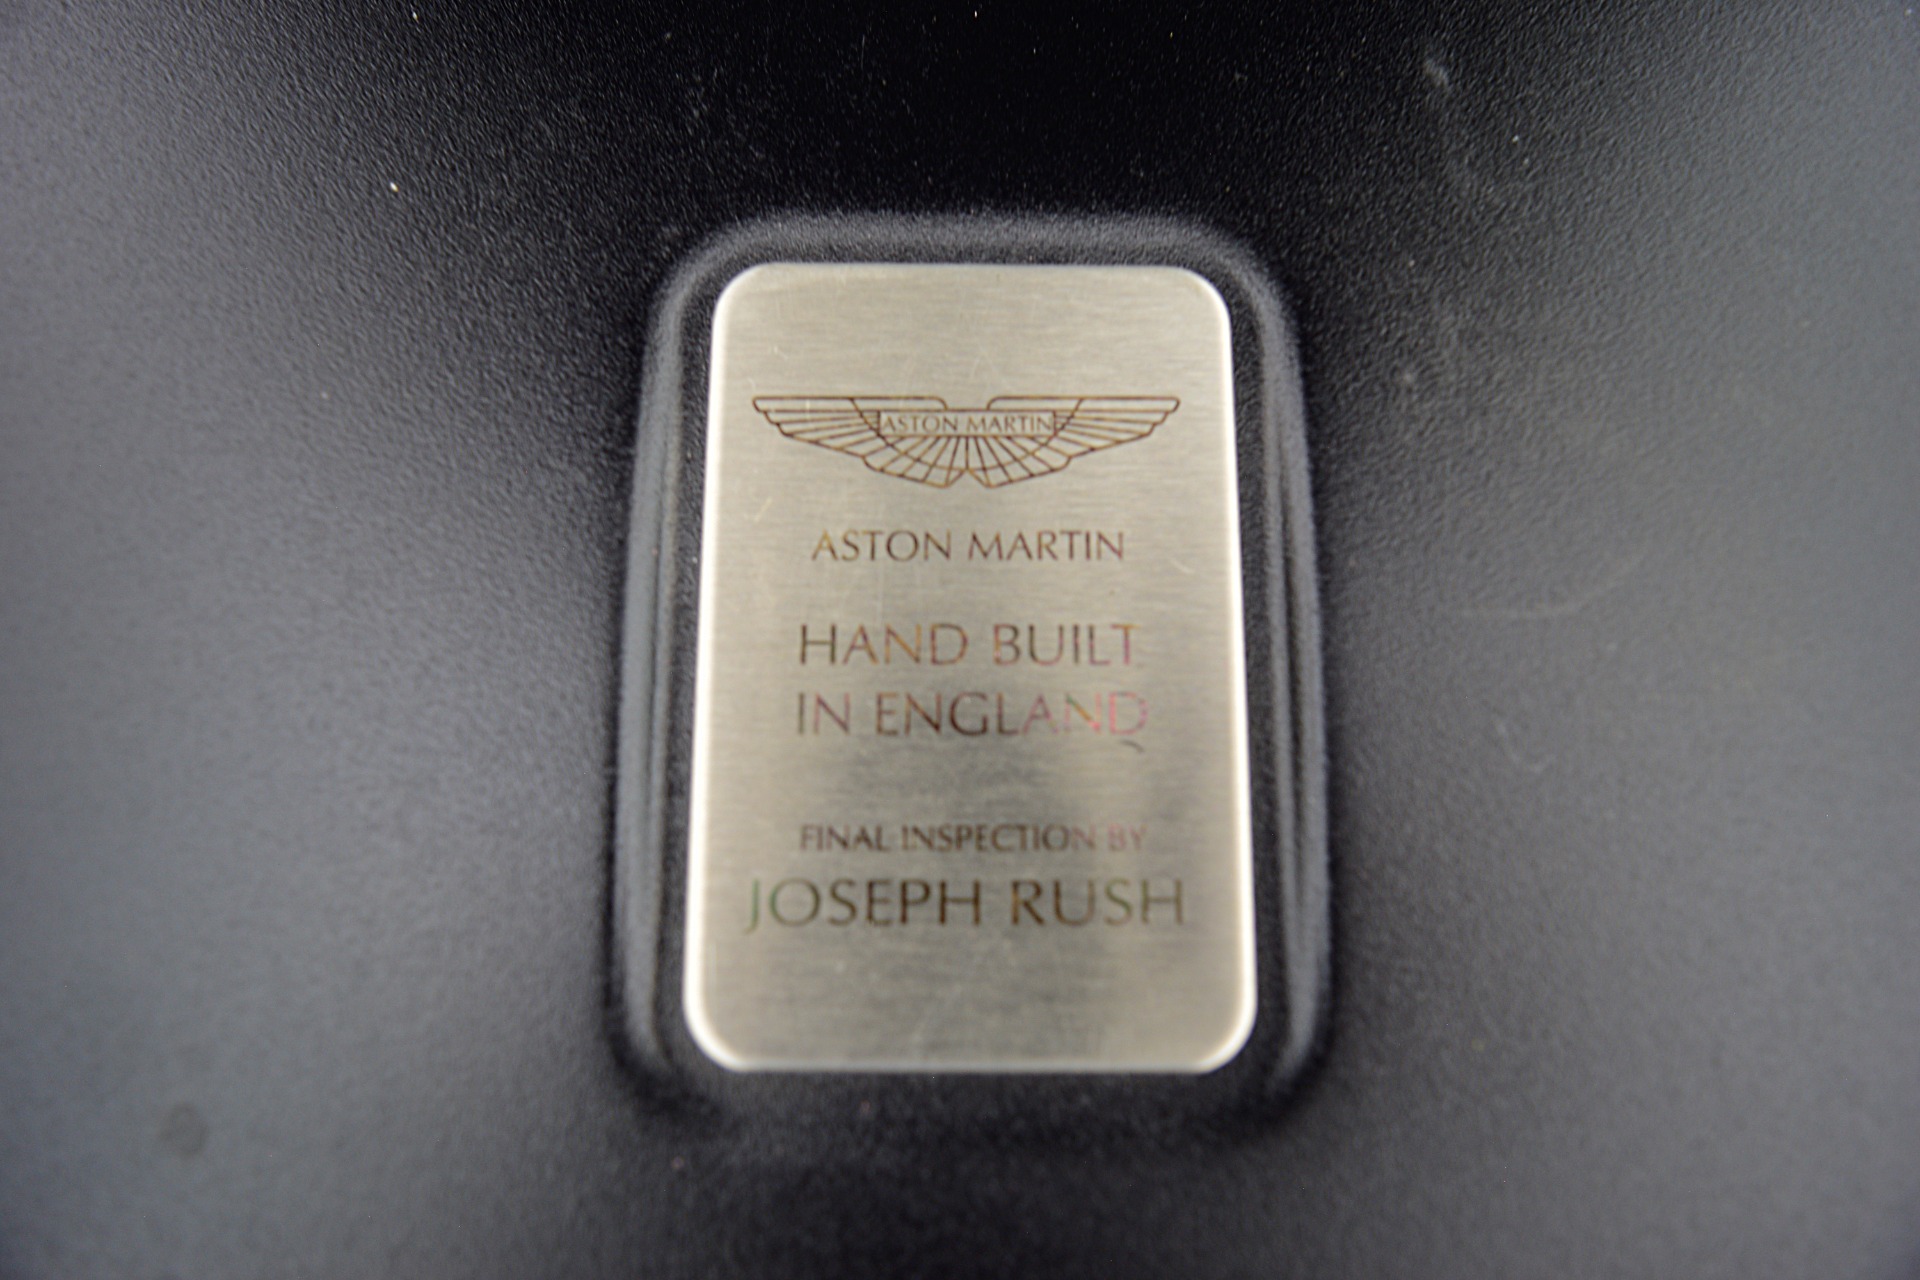 ASTON MARTIN
ASTON MARTIN
HAND BUILT
IN ENGLAND
FINAL INSPECTION BY
JOSEPH RUSH